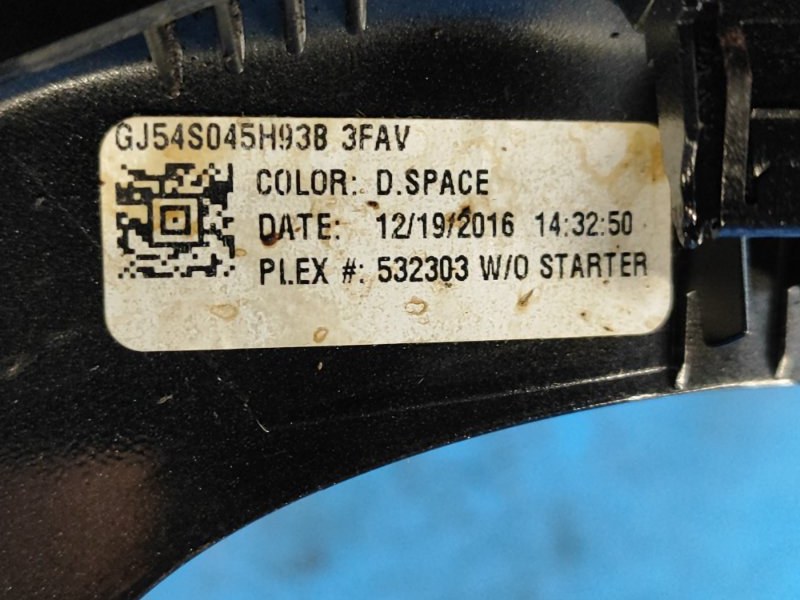 GJ54S045H93B 3FAV
COLOR: D.SPACE
DATE: 12/19/2016 14:32:50
PLEX #: 532303 W/O STARTER